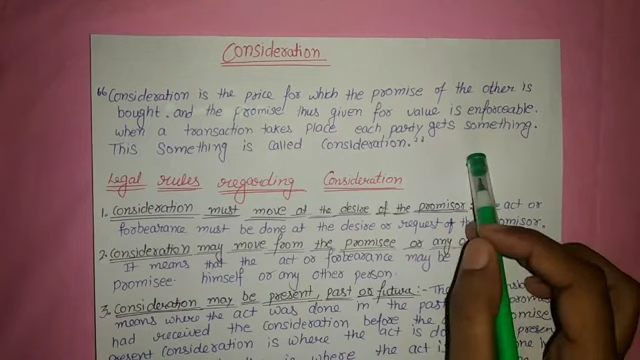 Consideration
"Consideration is the price for which the promise of the other is
bought. and the promise thus given for value is enforceable.
when a transaction takes place each party gets something.
This something is called consideration."
Legal rules regarding Consideration
1. Consideration must move at the desire of the promisor act or
forbearance must be done at the desire or request of
2. Consideration may move from the promisee or any
It means that the act or forbearance may be
promisee himself or any other person.
3. Consideration may be present, past or future:-
means where the act was done in the past
had received the consideration before the
present consideration is where the act is
is where the act is